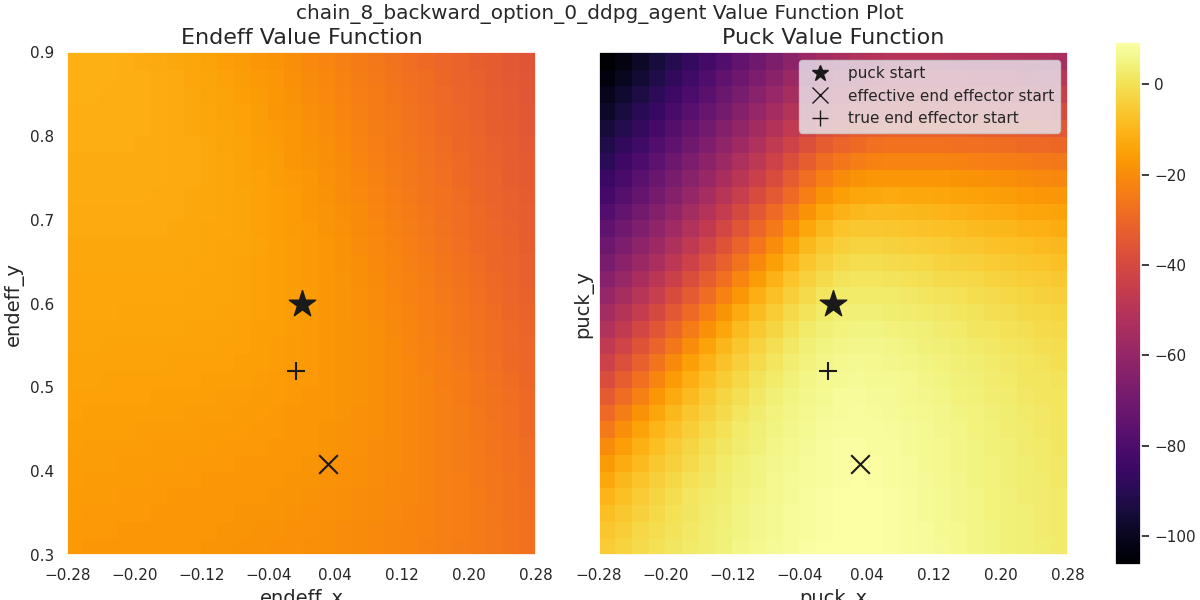 chain_8_backward_option_0_ddpg_agent Value Function Plot
Endeff Value Function
Puck Value Function
puck start
effective end effector start
true end effector start
endeff_y
0.9
0.8
0.7
0.6
0.5
0.4
0.3
−0.28 −0.20 −0.12 −0.04 0.04 0.12 0.20 0.28
endeff_x
puck_y
−0.28 −0.20 −0.12 −0.04 0.04 0.12 0.20 0.28
puck_x
0
−20
−40
−60
−80
−100